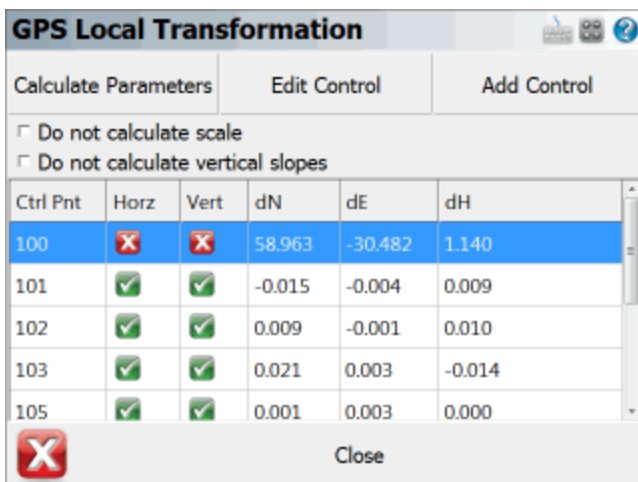 GPS Local Transformation
Calculate Parameters Edit Control Add Control
Do not calculate scale
Do not calculate vertical slopes
Ctrl Pnt Horz Vert dN dE dH
100 58.963 -30.482 1.140
101 -0.015 -0.004 0.009
102 0.009 -0.001 0.010
103 0.021 0.003 -0.014
105 0.001 0.003 0.000
Close